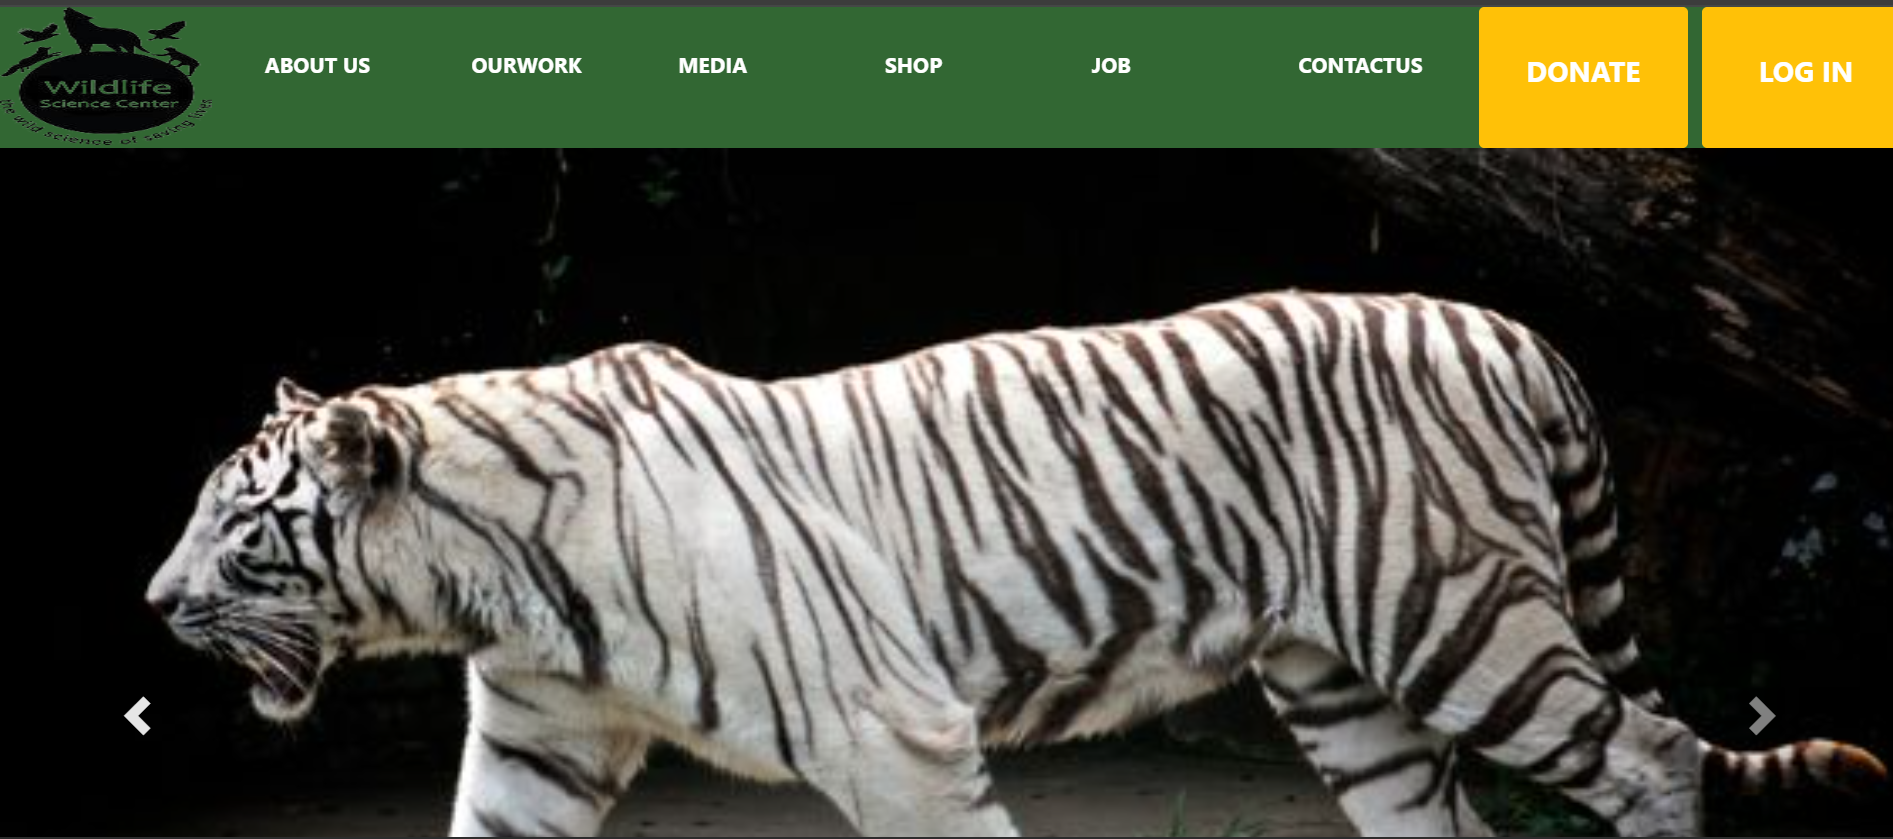 Wildlife
Science Center
the wild science of saving lives
ABOUT US
OURWORK
MEDIA
SHOP
JOB
CONTACTUS
DONATE
LOG IN